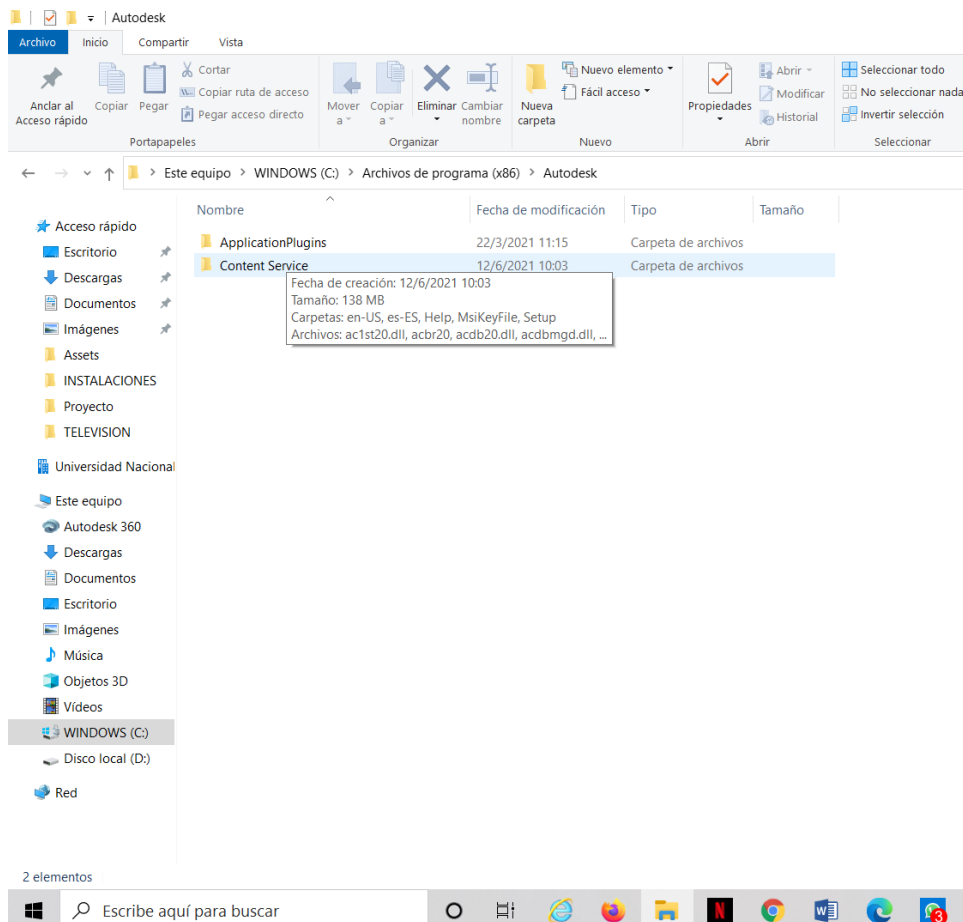 Autodesk
Archivo Inicio Compartir Vista
Anclar al Acceso rápido
Copiar
Pegar
Cortar
Copiar ruta de acceso
Pegar acceso directo
Portapapeles
Mover a
Copiar a
Eliminar
Cambiar nombre
Organizar
Nueva carpeta
Nuevo elemento
Fácil acceso
Nuevo
Propiedades
Abrir
Modificar
Historial
Abrir
Seleccionar todo
No seleccionar nada
Invertir selección
Seleccionar
Este equipo > WINDOWS (C:) > Archivos de programa (x86) > Autodesk
Nombre Fecha de modificación Tipo Tamaño
ApplicationPlugins 22/3/2021 11:15 Carpeta de archivos
Content Service 12/6/2021 10:03 Carpeta de archivos
Fecha de creación: 12/6/2021 10:03
Tamaño: 138 MB
Carpetas: en-US, es-ES, Help, MsiKeyFile, Setup
Archivos: ac1st20.dll, acbr20, acdb20.dll, acdbmgd.dll, ...
Acceso rápido
Escritorio
Descargas
Documentos
Imágenes
Assets
INSTALACIONES
Proyecto
TELEVISION
Universidad Nacional
Este equipo
Autodesk 360
Descargas
Documentos
Escritorio
Imágenes
Música
Objetos 3D
Vídeos
WINDOWS (C:)
Disco local (D:)
Red
2 elementos
Escribe aquí para buscar
N
W
3